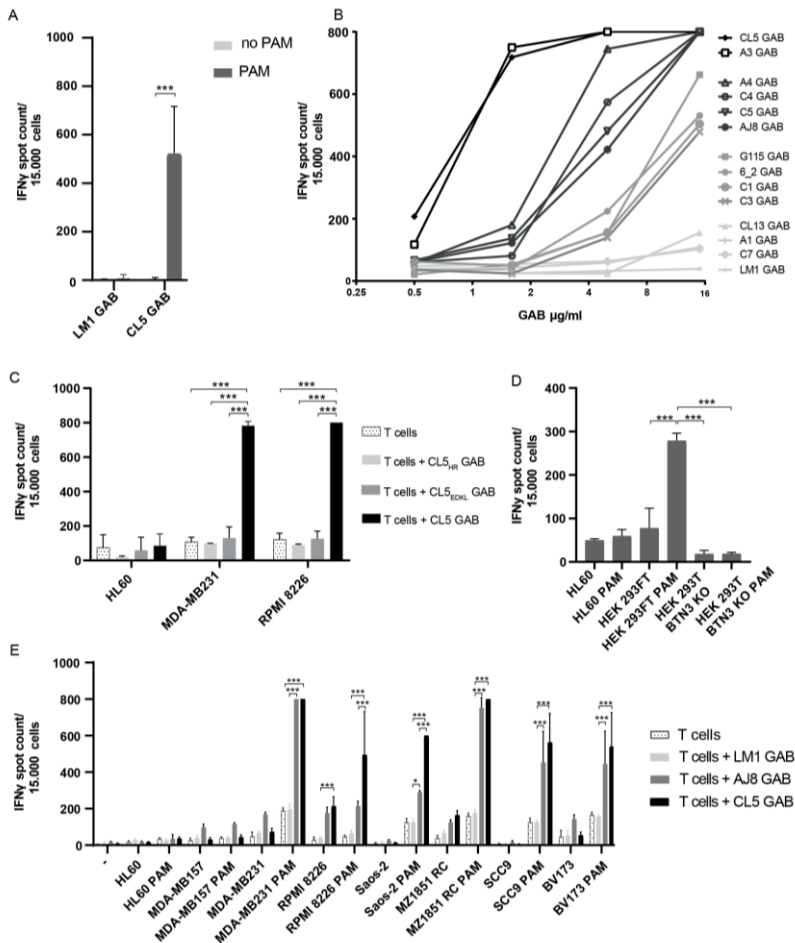 A
no PAM
PAM
1000
800
600
400
200
0
IFNγ spot count/
15.000 cells
***
LM1 GAB
CL5 GAB
B
800
600
400
200
0
IFNγ spot count/
15.000 cells
0.25
0.5
1
2
4
8
16
GAB µg/ml
CL5 GAB
A3 GAB
A4 GAB
C4 GAB
C5 GAB
AJ8 GAB
G115 GAB
6_2 GAB
C1 GAB
C3 GAB
CL13 GAB
A1 GAB
C7 GAB
LM1 GAB
C
1000
800
600
400
200
0
IFNγ spot count/
15.000 cells
***
***
***
***
***
***
HL60
MDA-MB231
RPMI 8226
T cells
T cells + CL5HR GAB
T cells + CL5EDKL GAB
T cells + CL5 GAB
D
400
300
200
100
0
IFNγ spot count/
15.000 cells
***
***
***
HL60
HL60 PAM
HEK 293FT
HEK 293FT PAM
HEK 293T
BTN3 KO
HEK 293T
BTN3 KO PAM
E
1000
800
600
400
200
0
IFNγ spot count/
15.000 cells
***
***
***
***
***
***
***
*
***
***
***
***
***
***
-
HL60
HL60 PAM
MDA-MB157
MDA-MB157 PAM
MDA-MB231
MDA-MB231 PAM
RPMI 8226
RPMI 8226 PAM
Saos-2
Saos-2 PAM
MZ1851 RC
MZ1851 RC PAM
SCC9
SCC9 PAM
BV173
BV173 PAM
T cells
T cells + LM1 GAB
T cells + AJ8 GAB
T cells + CL5 GAB